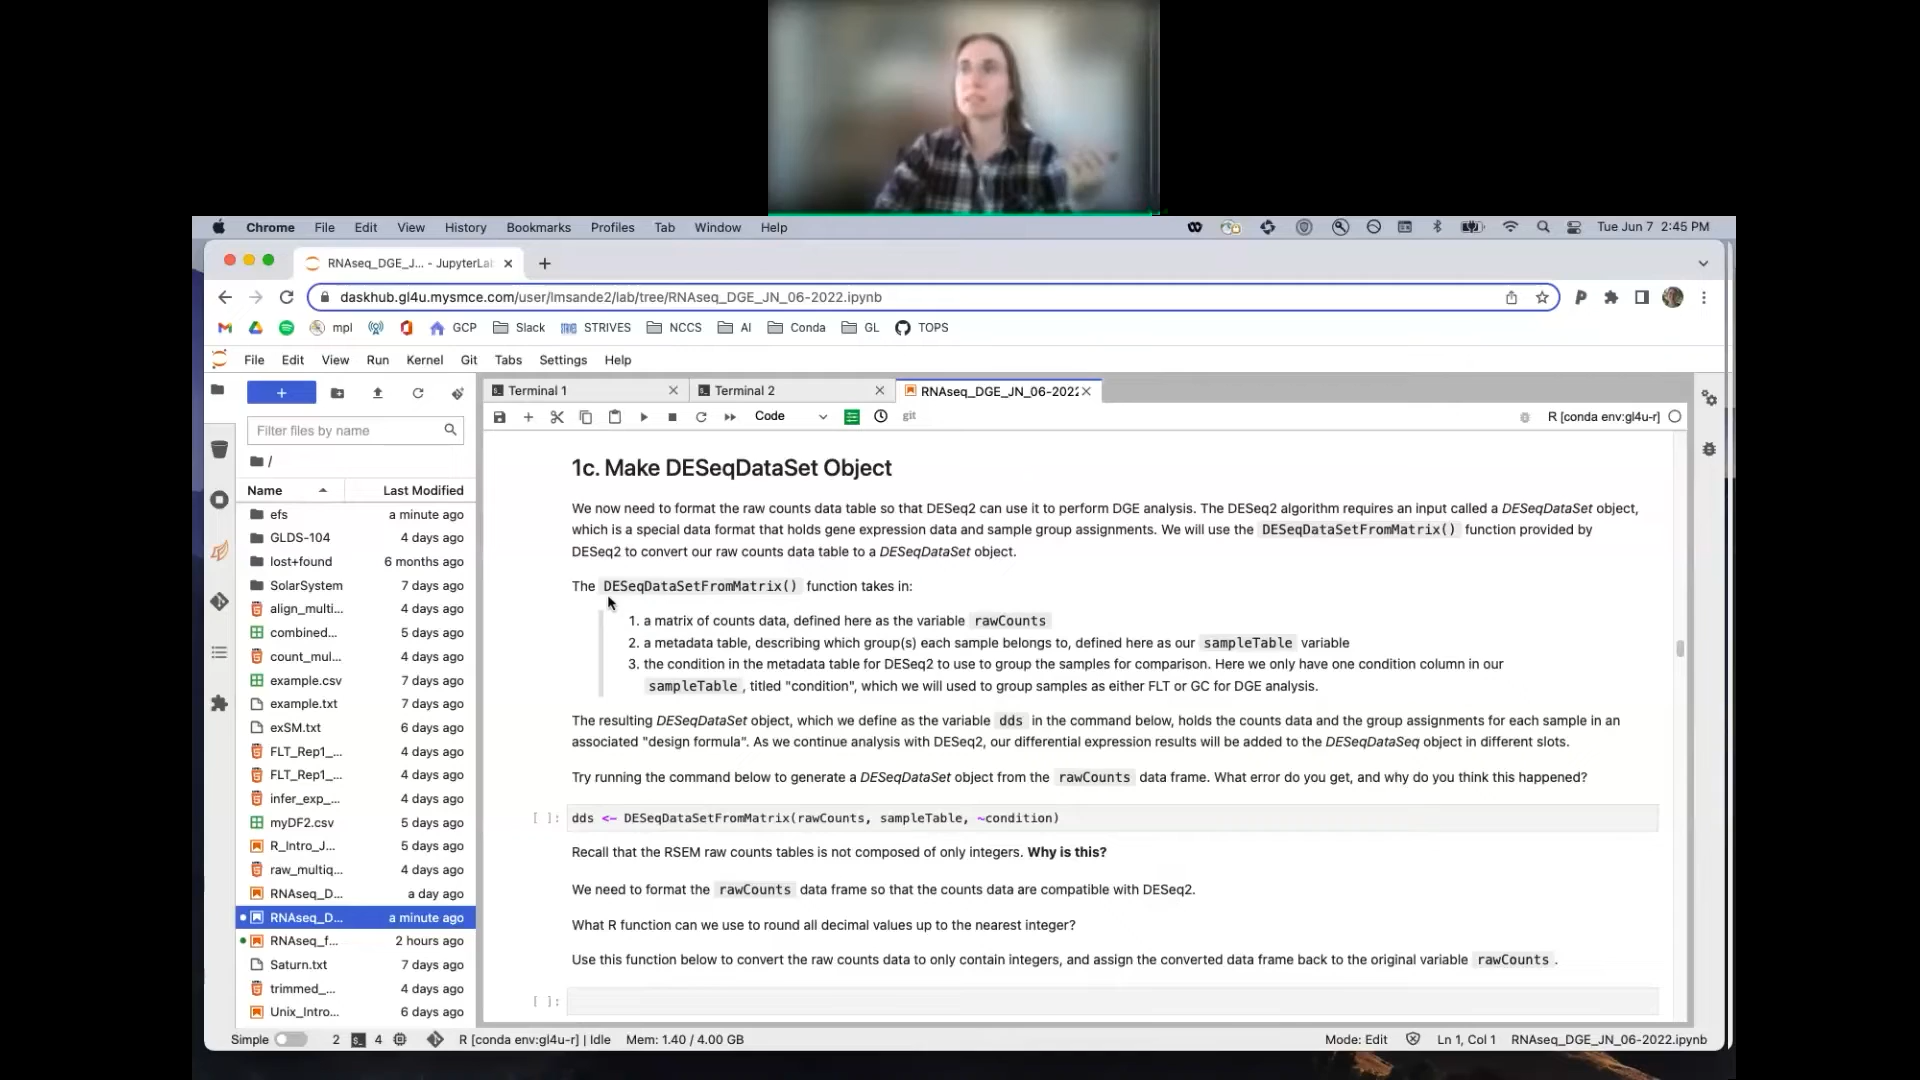 Chrome File Edit View History Bookmarks Profiles Tab Window Help Tue Jun 7 2:45 PM
RNAseq_DGE_J... - JupyterLa
daskhub.gl4u.mysmce.com/user/lmsande2/lab/tree/RNAseq_DGE_JN_06-2022.ipynb
mpl GCP Slack STRIVES NCCS AI Conda GL TOPS
File Edit View Run Kernel Git Tabs Settings Help
Terminal 1 Terminal 2 RNAseq_DGE_JN_06-2022
Code git R [conda env:gl4u-r]
Filter files by name
/
Name Last Modified
efs a minute ago
GLDS-104 4 days ago
lost+found 6 months ago
SolarSystem 7 days ago
align_multi... 4 days ago
combined... 5 days ago
count_mul... 4 days ago
example.csv 7 days ago
example.txt 7 days ago
exSM.txt 6 days ago
FLT_Rep1_... 4 days ago
FLT_Rep1_... 4 days ago
infer_exp_... 4 days ago
myDF2.csv 5 days ago
R_Intro_J... 5 days ago
raw_multiq... 4 days ago
RNAseq_D... a day ago
RNAseq_D... a minute ago
RNAseq_f... 2 hours ago
Saturn.txt 7 days ago
trimmed_... 4 days ago
Unix_Intro... 6 days ago
1c. Make DESeqDataSet Object
We now need to format the raw counts data table so that DESeq2 can use it to perform DGE analysis. The DESeq2 algorithm requires an input called a DESeqDataSet object,
which is a special data format that holds gene expression data and sample group assignments. We will use the DESeqDataSetFromMatrix() function provided by
DESeq2 to convert our raw counts data table to a DESeqDataSet object.
The DESeqDataSetFromMatrix() function takes in:
1. a matrix of counts data, defined here as the variable rawCounts
2. a metadata table, describing which group(s) each sample belongs to, defined here as our sampleTable variable
3. the condition in the metadata table for DESeq2 to use to group the samples for comparison. Here we only have one condition column in our
sampleTable , titled "condition", which we will used to group samples as either FLT or GC for DGE analysis.
The resulting DESeqDataSet object, which we define as the variable dds in the command below, holds the counts data and the group assignments for each sample in an
associated "design formula". As we continue analysis with DESeq2, our differential expression results will be added to the DESeqDataSeq object in different slots.
Try running the command below to generate a DESeqDataSet object from the rawCounts data frame. What error do you get, and why do you think this happened?
[ ]: dds <- DESeqDataSetFromMatrix(rawCounts, sampleTable, ~condition)
Recall that the RSEM raw counts tables is not composed of only integers. Why is this?
We need to format the rawCounts data frame so that the counts data are compatible with DESeq2.
What R function can we use to round all decimal values up to the nearest integer?
Use this function below to convert the raw counts data to only contain integers, and assign the converted data frame back to the original variable rawCounts .
[ ]:
Simple 2 4 R [conda env:gl4u-r] | Idle Mem: 1.40 / 4.00 GB Mode: Edit Ln 1, Col 1 RNAseq_DGE_JN_06-2022.ipynb